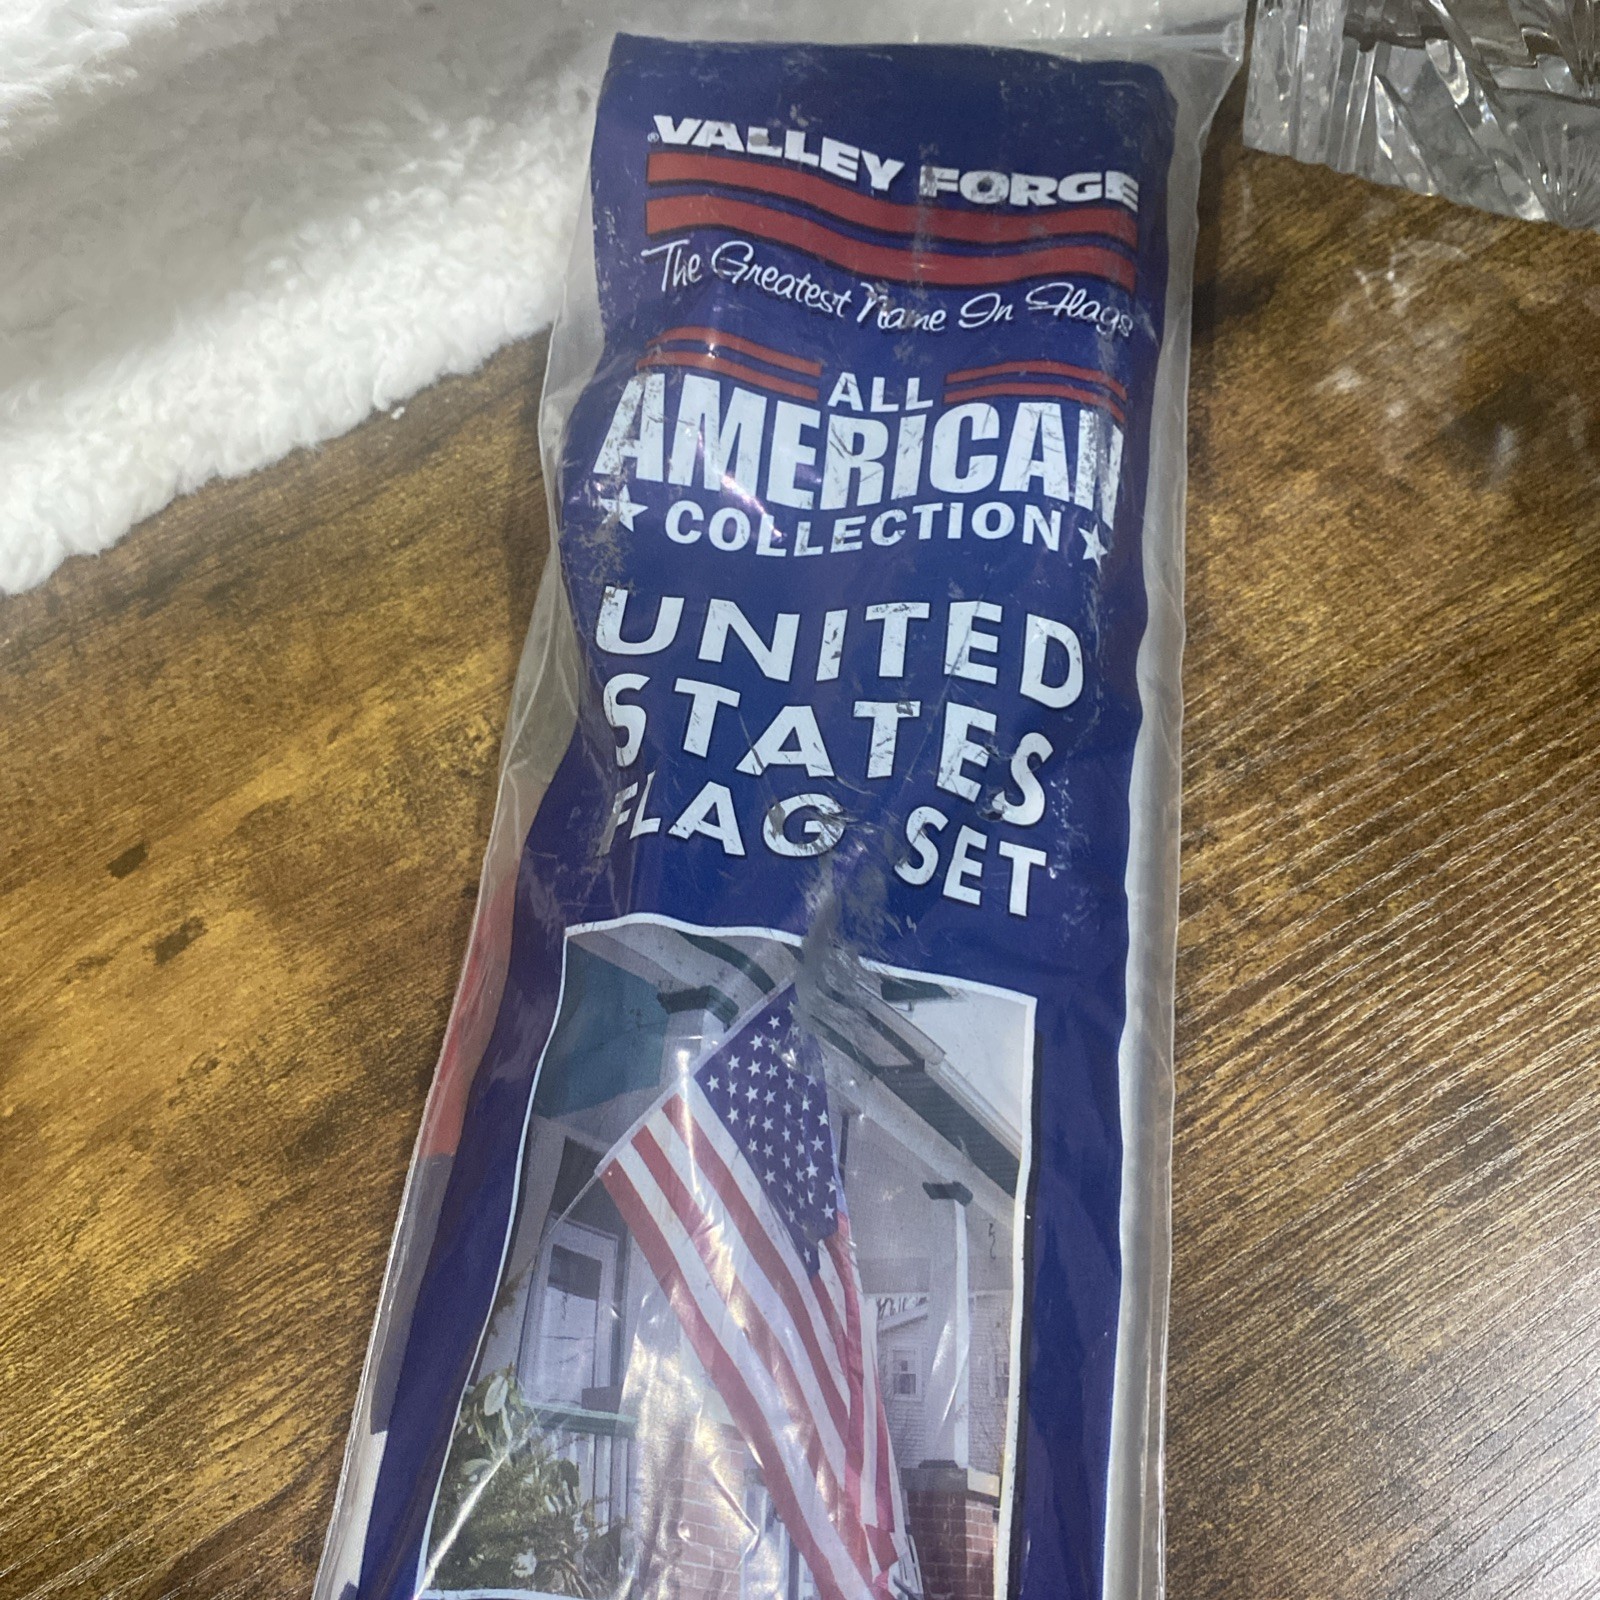 ® VALLEY FORGE
The Greatest Name In Flags
ALL
AMERICAN
COLLECTION
UNITED
STATES
FLAG SET